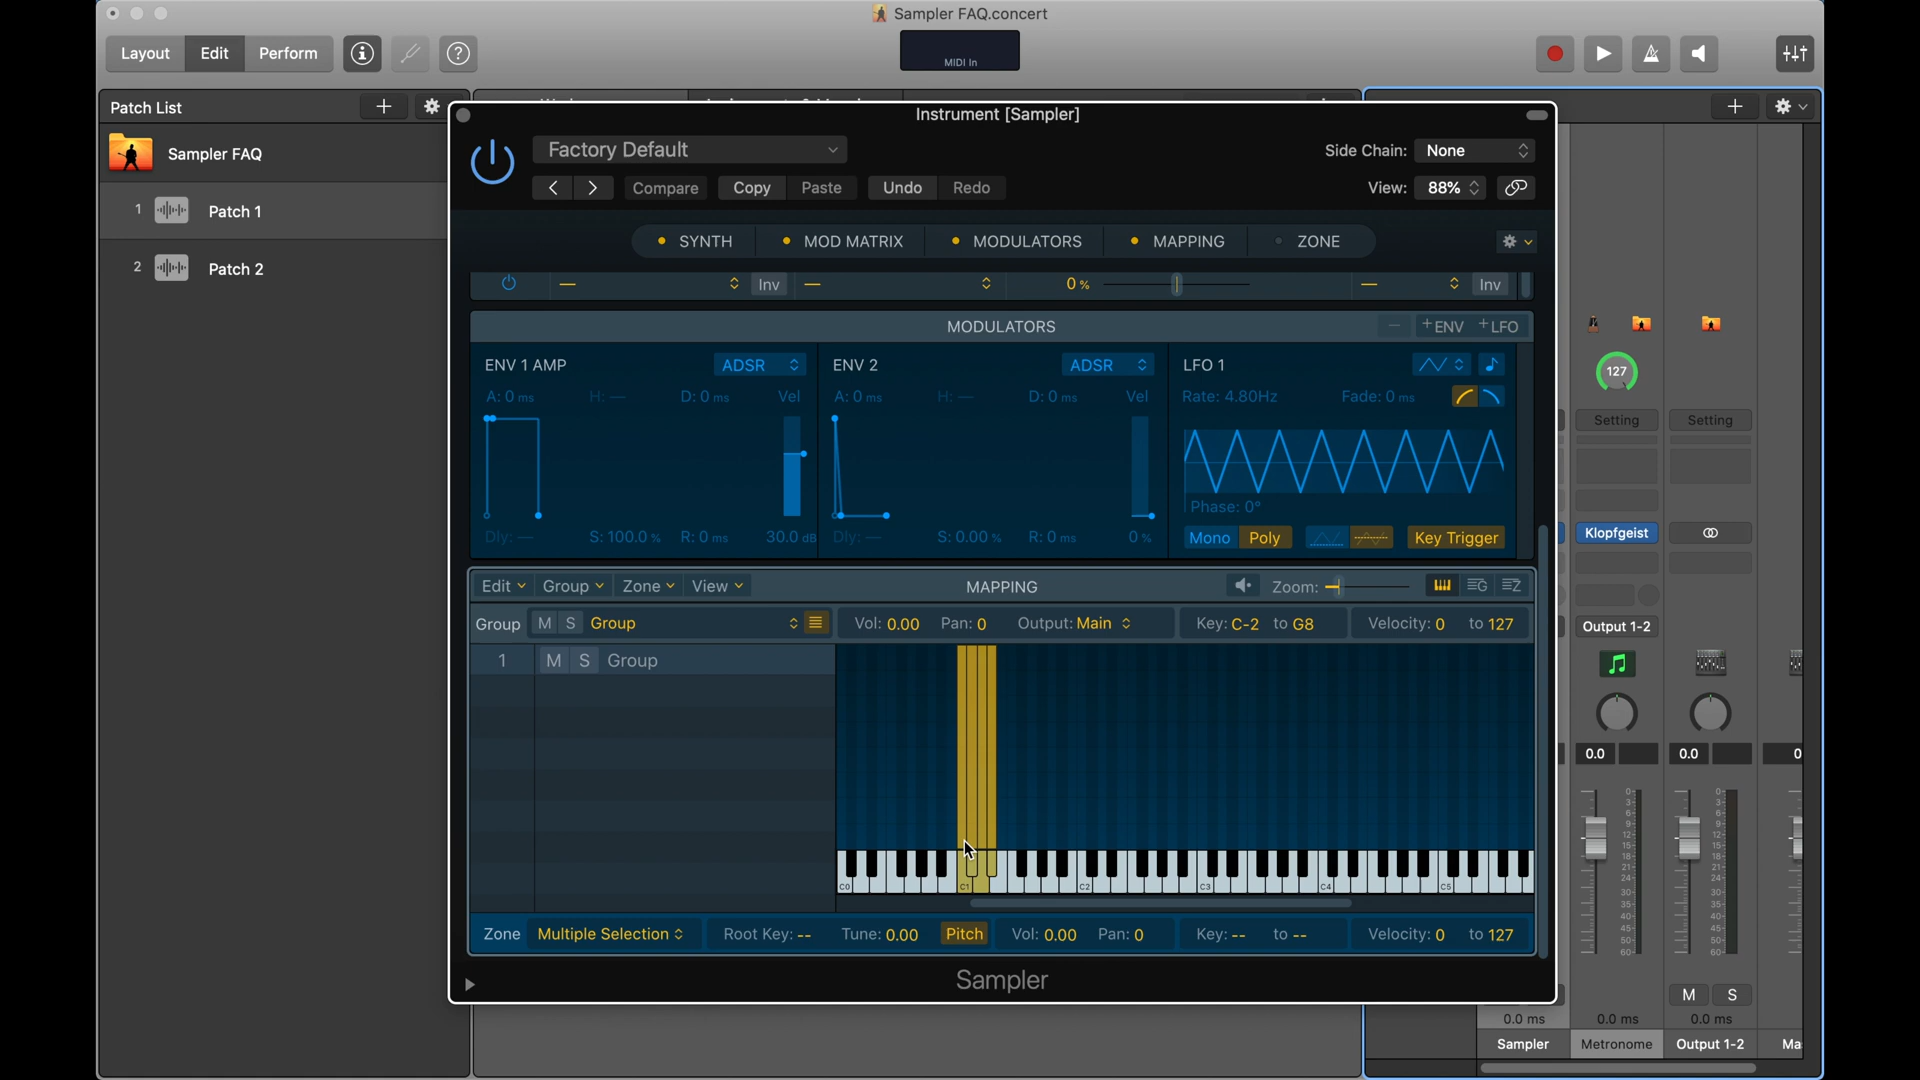 Sampler FAQ.concert
Layout Edit Perform
MIDI In
Patch List
Sampler FAQ
1 Patch 1
2 Patch 2
Instrument [Sampler]
Factory Default
Side Chain: None
Compare Copy Paste Undo Redo
View: 88%
SYNTH MOD MATRIX MODULATORS MAPPING ZONE
Inv 0 % Inv
MODULATORS
+ENV +LFO
ENV 1 AMP ADSR ENV 2 ADSR LFO 1
A: 0 ms H: — D: 0 ms Vel A: 0 ms H: — D: 0 ms Vel Rate: 4.80Hz Fade: 0 ms
Phase: 0°
Dly: — S: 100.0 % R: 0 ms 30.0 dB Dly: — S: 0.00 % R: 0 ms 0 % Mono Poly Key Trigger
Edit Group Zone View MAPPING Zoom:
Group M S Group Vol: 0.00 Pan: 0 Output: Main Key: C-2 to G8 Velocity: 0 to 127
1 M S Group
C0 C1 C2 C3 C4 C5
Zone Multiple Selection Root Key: -- Tune: 0.00 Pitch Vol: 0.00 Pan: 0 Key: -- to -- Velocity: 0 to 127
Sampler
127
Setting Setting
Klopfgeist
Output 1-2
0.0 0.0 0
M S
0.0 ms 0.0 ms 0.0 ms
Sampler Metronome Output 1-2 Ma